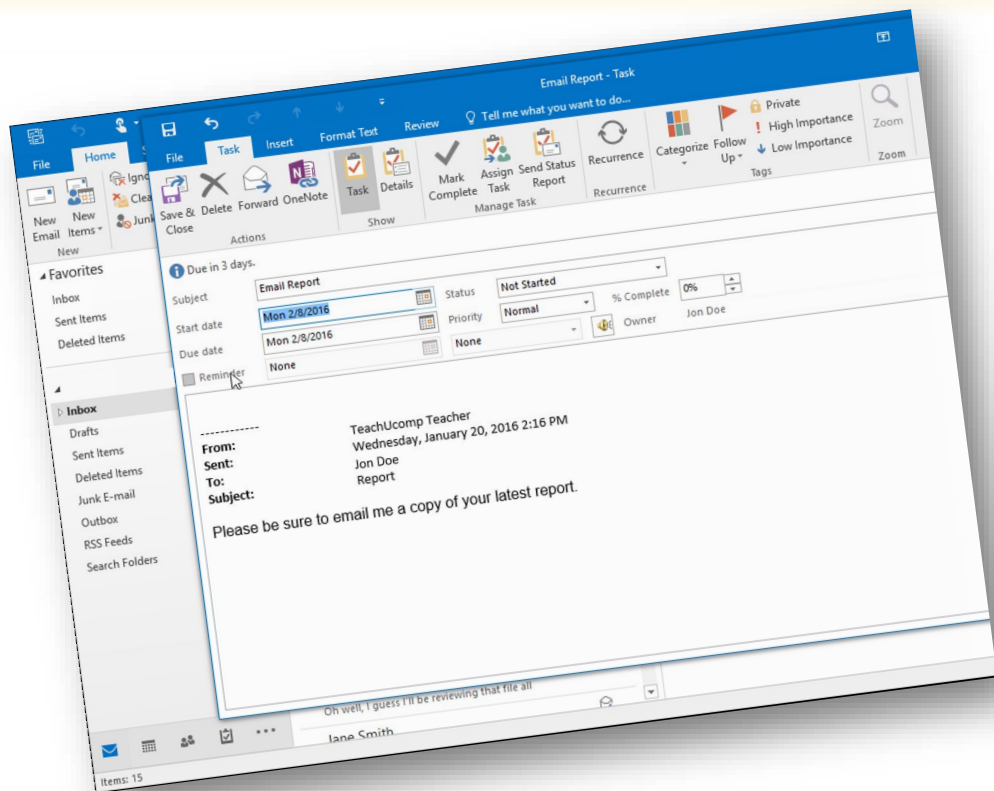 Email Report - Task
File Home
File Task Insert Format Text Review Tell me what you want to do...
New Email
New Items
New
Clea
Junk
Save & Close
Delete
Forward
OneNote
Actions
Task
Details
Show
Mark Complete
Assign Task
Send Status Report
Manage Task
Recurrence
Recurrence
Categorize
Follow Up
Private
High Importance
Low Importance
Tags
Zoom
Zoom
Favorites
Inbox
Sent Items
Deleted Items
Inbox
Drafts
Sent Items
Deleted Items
Junk E-mail
Outbox
RSS Feeds
Search Folders
Due in 3 days.
Subject Email Report
Start date Mon 2/8/2016 Status Not Started
Due date Mon 2/8/2016 Priority Normal % Complete 0%
Reminder None None Owner Jon Doe
------------
From: TeachUcomp Teacher
Sent: Wednesday, January 20, 2016 2:16 PM
To: Jon Doe
Subject: Report
Please be sure to email me a copy of your latest report.
Oh well, I guess I'll be reviewing that file all
Jane Smith
Items: 15